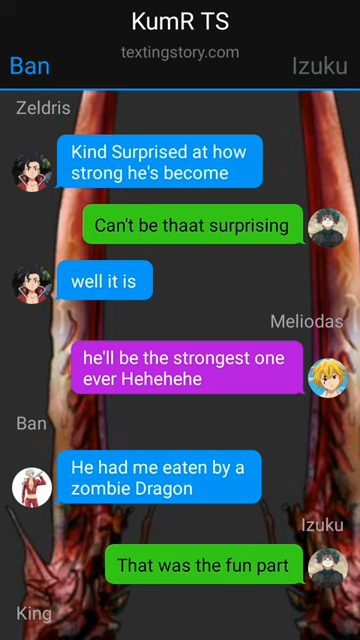 KumR TS
textingstory.com
Ban
Izuku
Zeldris
Kind Surprised at how
strong he's become
Can't be thaat surprising
well it is
Meliodas
he'll be the strongest one
ever Hehehehe
Ban
He had me eaten by a
zombie Dragon
Izuku
That was the fun part
King